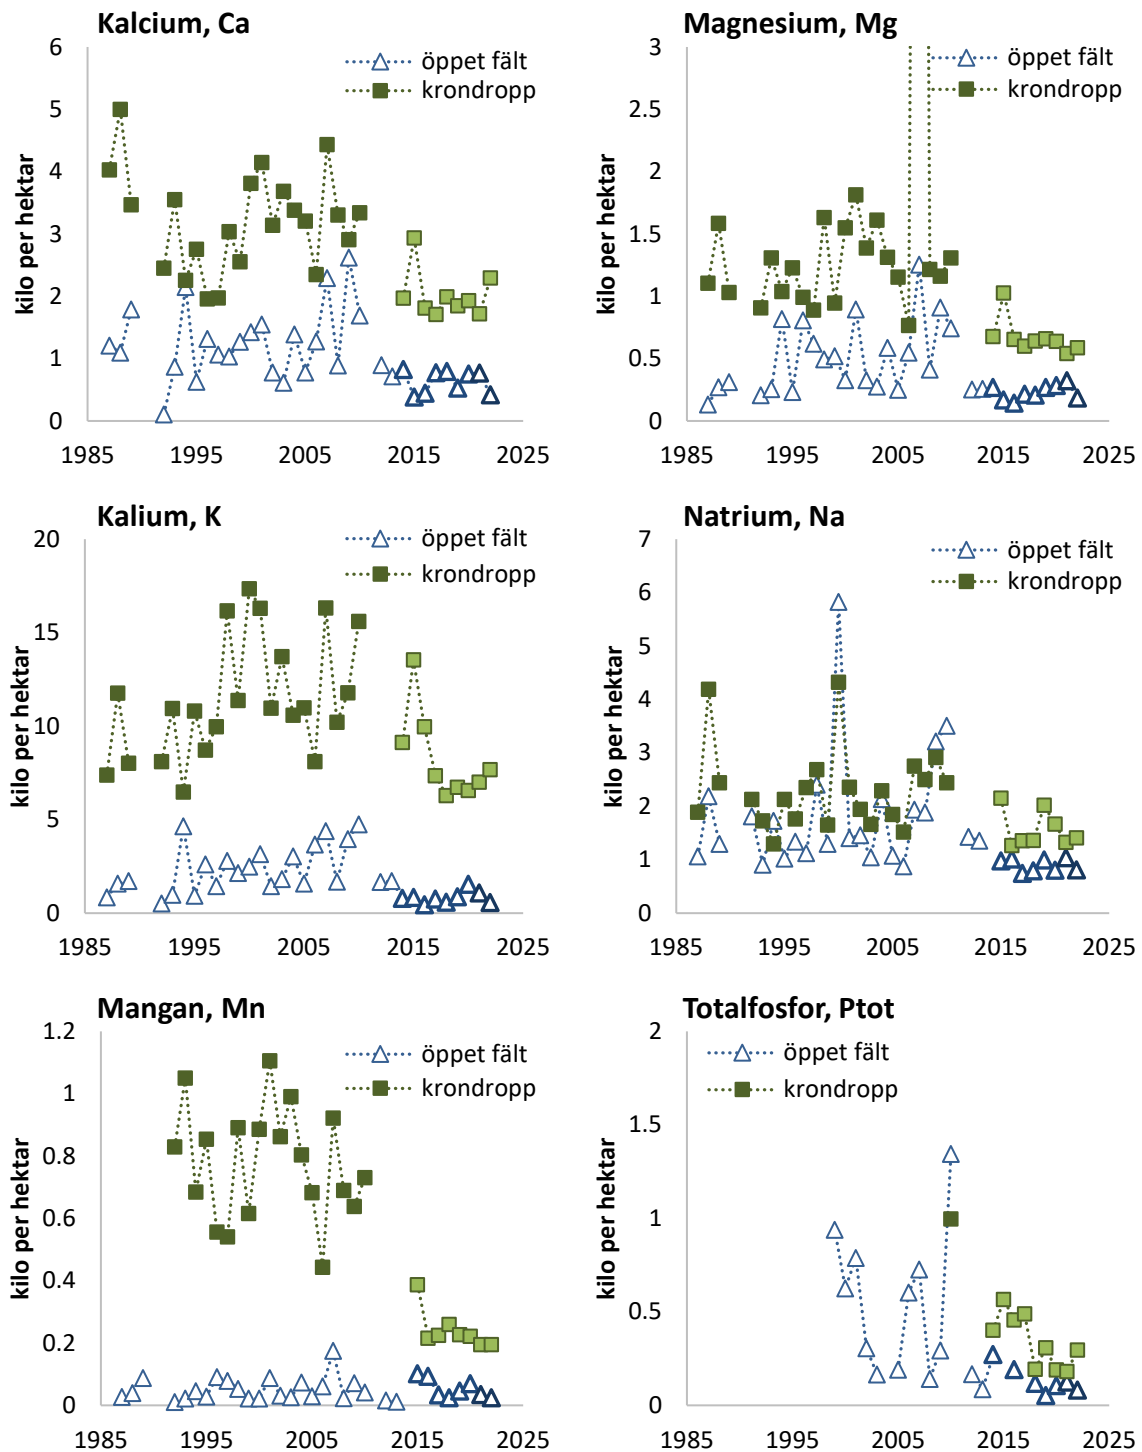 Kalcium, Ca
kilo per hektar
6
5
4
3
2
1
0
1985 1995 2005 2015 2025
öppet fält
krondropp
Magnesium, Mg
kilo per hektar
3
2.5
2
1.5
1
0.5
0
1985 1995 2005 2015 2025
öppet fält
krondropp
Kalium, K
kilo per hektar
20
15
10
5
0
1985 1995 2005 2015 2025
öppet fält
krondropp
Natrium, Na
kilo per hektar
7
6
5
4
3
2
1
0
1985 1995 2005 2015 2025
öppet fält
krondropp
Mangan, Mn
kilo per hektar
1.2
1
0.8
0.6
0.4
0.2
0
1985 1995 2005 2015 2025
öppet fält
krondropp
Totalfosfor, Ptot
kilo per hektar
2
1.5
1
0.5
0
1985 1995 2005 2015 2025
öppet fält
krondropp